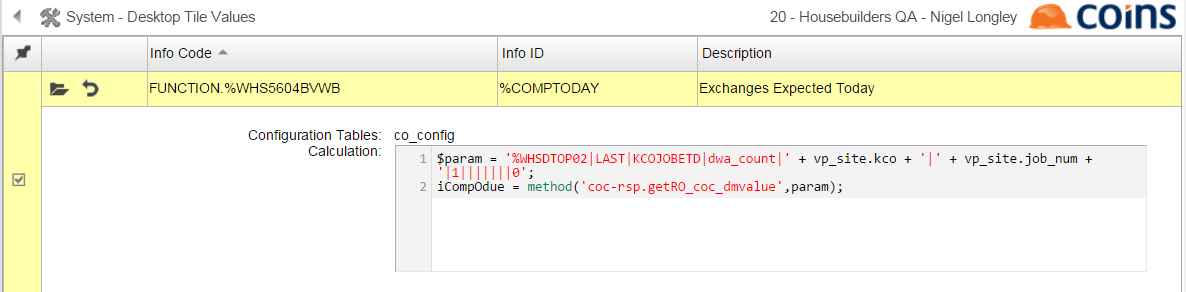 System - Desktop Tile Values
20 - Housebuilders QA - Nigel Longley
coins
Info Code
Info ID
Description
FUNCTION.%WHS5604BVWB
%COMPTODAY
Exchanges Expected Today
Configuration Tables: co_config
Calculation:
1 $param = '%WHSDTOP02|LAST|KCOJOBETD|dwa_count|' + vp_site.kco + '|' + vp_site.job_num +
'|1|||||||0';
2 iCompOdue = method('coc-rsp.getRO_coc_dmvalue',param);